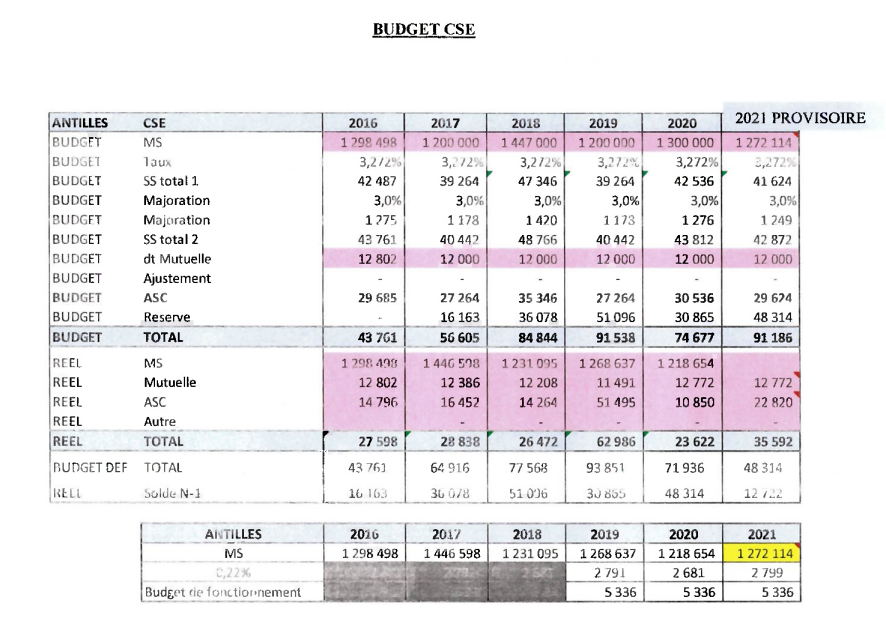 BUDGET CSE
2021 PROVISOIRE
ANTILLES CSE 2016 2017 2018 2019 2020
BUDGET MS 1 298 498 1 200 000 1 447 000 1 200 000 1 300 000 1 272 114
BUDGET Taux 3,272% 3,272% 3,272% 3,272% 3,272% 3,272%
BUDGET SS total 1 42 487 39 264 47 346 39 264 42 536 41 624
BUDGET Majoration 3,0% 3,0% 3,0% 3,0% 3,0% 3,0%
BUDGET Majoration 1 275 1 178 1 420 1 178 1 276 1 249
BUDGET SS total 2 43 761 40 442 48 766 40 442 43 812 42 872
BUDGET dt Mutuelle 12 802 12 000 12 000 12 000 12 000 12 000
BUDGET Ajustement - - - - - -
BUDGET ASC 29 685 27 264 35 346 27 264 30 536 29 624
BUDGET Reserve - 16 163 36 078 51 096 30 865 48 314
BUDGET TOTAL 43 761 56 605 84 844 91 538 74 677 91 186
REEL MS 1 298 498 1 446 598 1 231 095 1 268 637 1 218 654
REEL Mutuelle 12 802 12 386 12 208 11 491 12 772 12 772
REEL ASC 14 796 16 452 14 264 51 495 10 850 22 820
REEL Autre - - - - -
REEL TOTAL 27 598 28 838 26 472 62 986 23 622 35 592
BUDGET DEF TOTAL 43 761 64 916 77 568 93 851 71 936 48 314
REEL Solde N-1 16 163 36 078 51 096 30 865 48 314 12 722
ANTILLES 2016 2017 2018 2019 2020 2021
MS 1 298 498 1 446 598 1 231 095 1 268 637 1 218 654 1 272 114
0,22% 2 791 2 681 2 799
Budget de fonctionnement 5 336 5 336 5 336